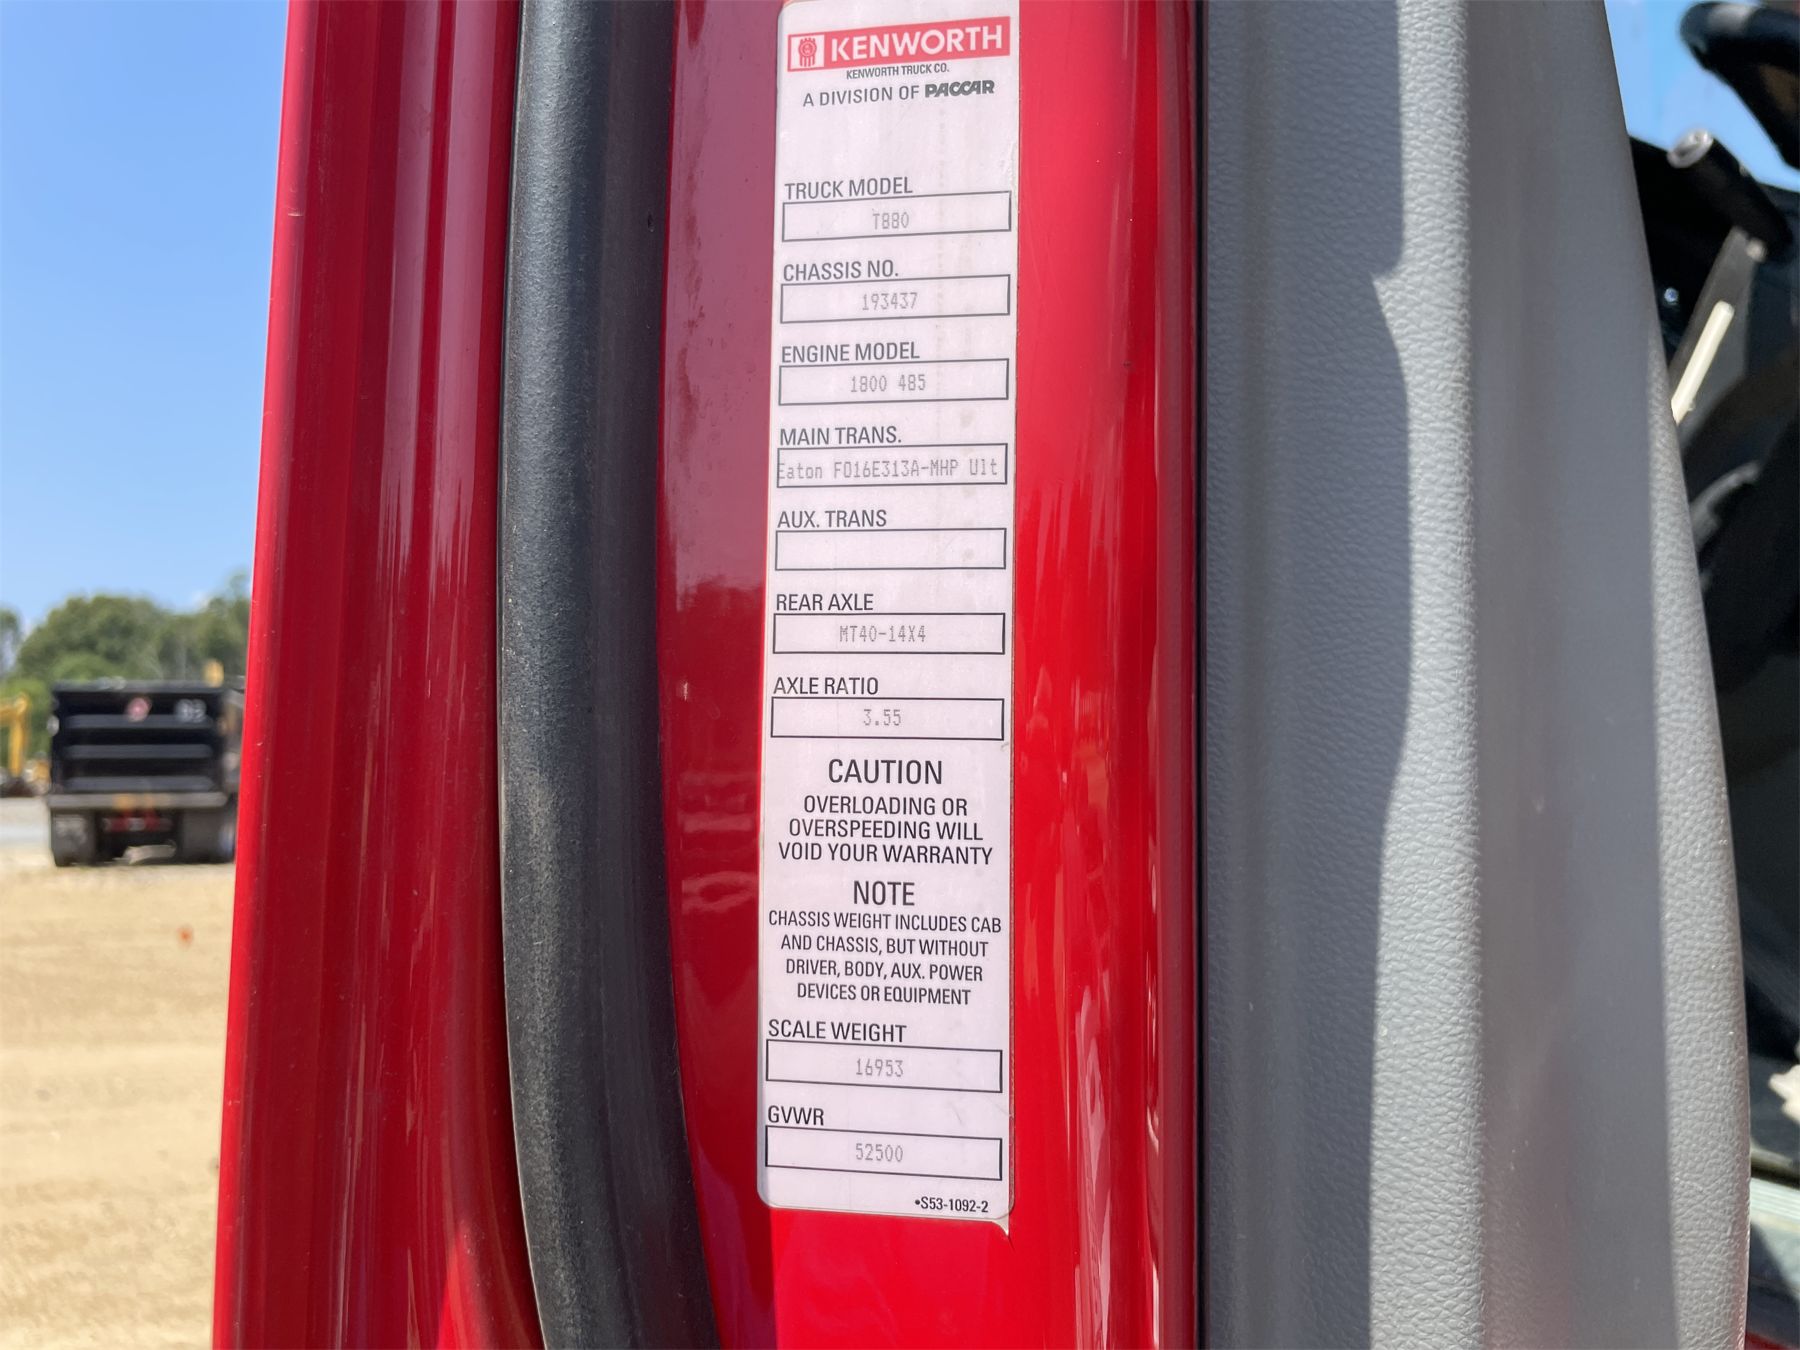 KENWORTH
KENWORTH TRUCK CO.
A DIVISION OF PACCAR
TRUCK MODEL
T880
CHASSIS NO.
193437
ENGINE MODEL
1800 485
MAIN TRANS.
Eaton FO16E313A-MHP Ult
AUX. TRANS
REAR AXLE
MT40-14X4
AXLE RATIO
3.55
CAUTION
OVERLOADING OR
OVERSPEEDING WILL
VOID YOUR WARRANTY
NOTE
CHASSIS WEIGHT INCLUDES CAB
AND CHASSIS, BUT WITHOUT
DRIVER, BODY, AUX. POWER
DEVICES OR EQUIPMENT
SCALE WEIGHT
16953
GVWR
52500
•S53-1092-2